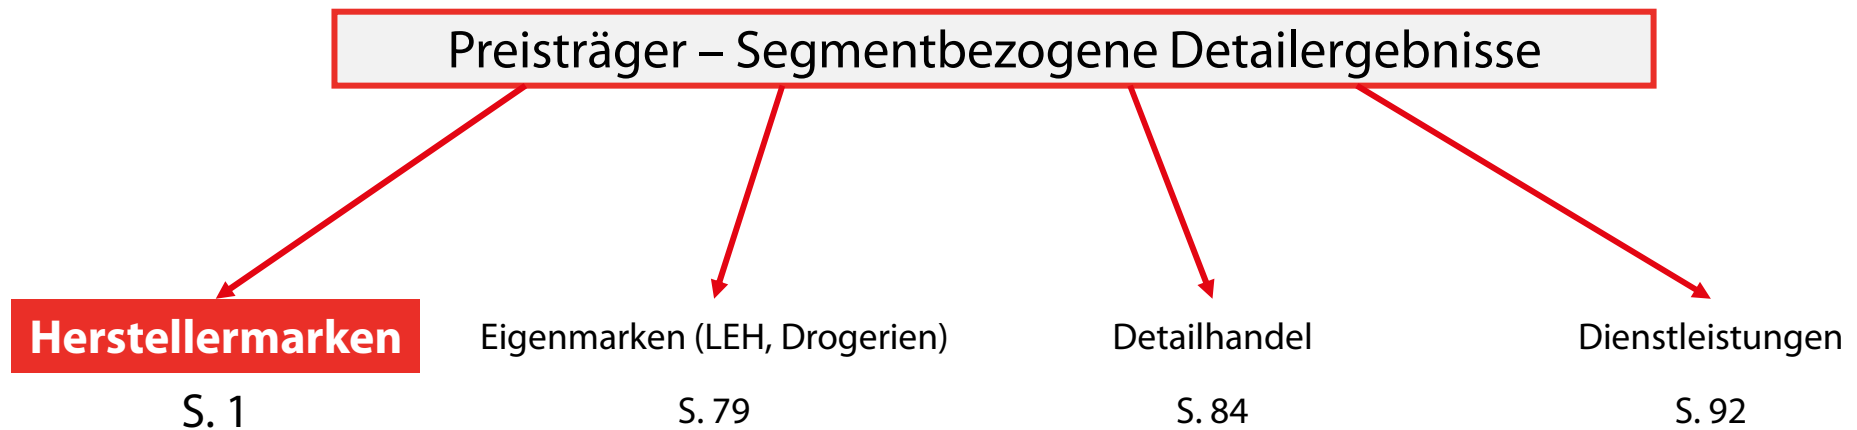 Preisträger – Segmentbezogene Detailergebnisse
Herstellermarken
S. 1
Eigenmarken (LEH, Drogerien)
S. 79
Detailhandel
S. 84
Dienstleistungen
S. 92